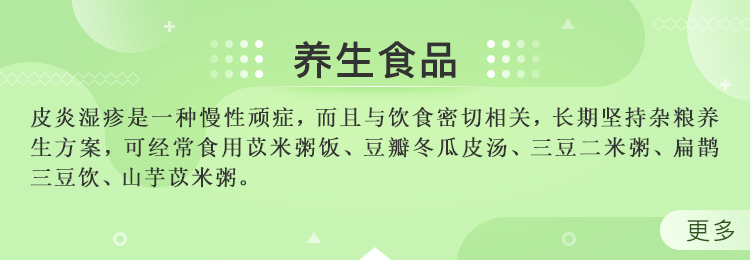 养生食品
皮炎湿疹是一种慢性顽症，而且与饮食密切相关，长期坚持杂粮养
生方案，可经常食用苡米粥饭、豆瓣冬瓜皮汤、三豆二米粥、扁鹊
三豆饮、山芋苡米粥。
更多